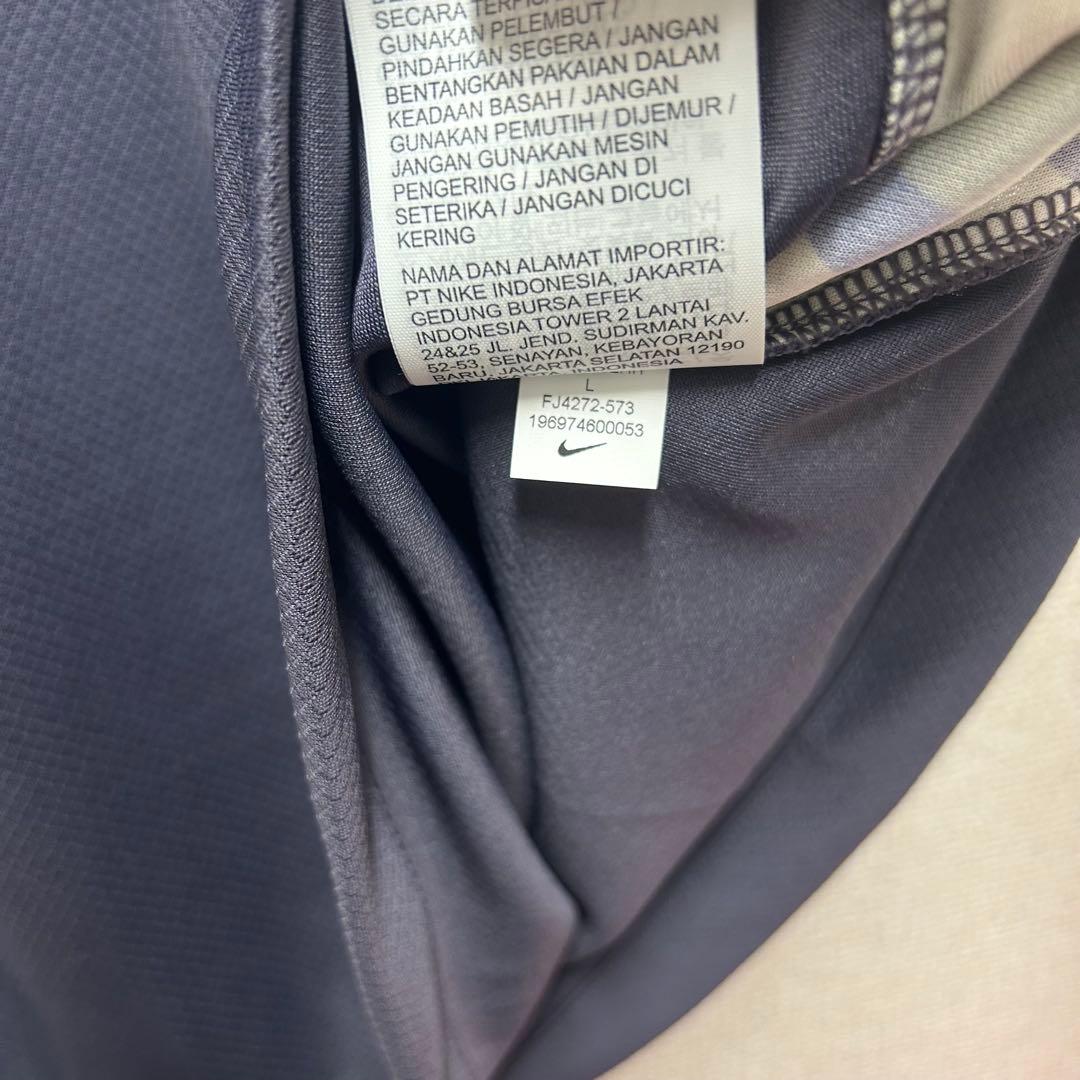 SECARA TERPISAH
GUNAKAN PELEMBUT /
PINDAHKAN SEGERA / JANGAN
BENTANGKAN PAKAIAN DALAM
KEADAAN BASAH / JANGAN
GUNAKAN PEMUTIH / DIJEMUR /
JANGAN GUNAKAN MESIN
PENGERING / JANGAN DI
SETERIKA / JANGAN DICUCI
KERING
NAMA DAN ALAMAT IMPORTIR:
PT NIKE INDONESIA, JAKARTA
GEDUNG BURSA EFEK
INDONESIA TOWER 2 LANTAI
24&25 JL. JEND. SUDIRMAN KAV.
52-53, SENAYAN, KEBAYORAN
BARU, JAKARTA SELATAN 12190
L
FJ4272-573
196974600053